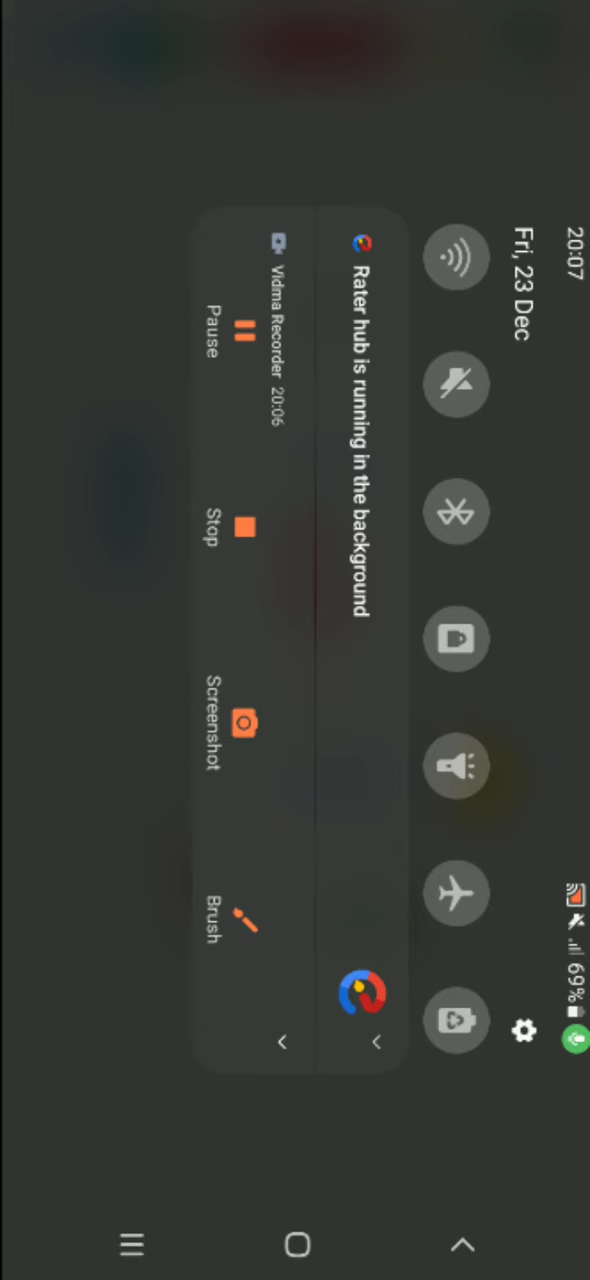 20:07
69%
Fri, 23 Dec
Rater hub is running in the background
Vidma Recorder 20:06
Pause
Stop
Screenshot
Brush